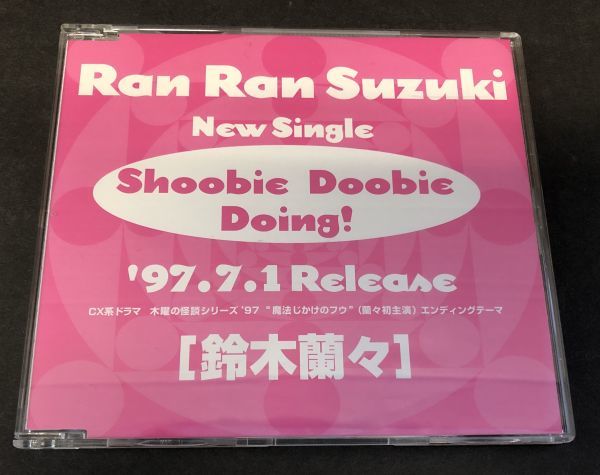 Ran Ran Suzuki
New Single
Shoobie Doobie
Doing!
'97.7.1 Release
CX系ドラマ 木曜の怪談シリーズ'97 "魔法じかけのフウ"(蘭々初主演) エンディングテーマ
[鈴木蘭々]